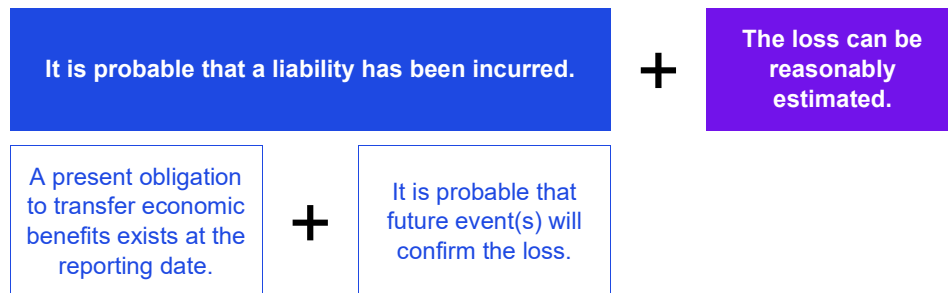 It is probable that a liability has been incurred.
+
The loss can be
reasonably
estimated.
A present obligation
to transfer economic
benefits exists at the
reporting date.
+
It is probable that
future event(s) will
confirm the loss.